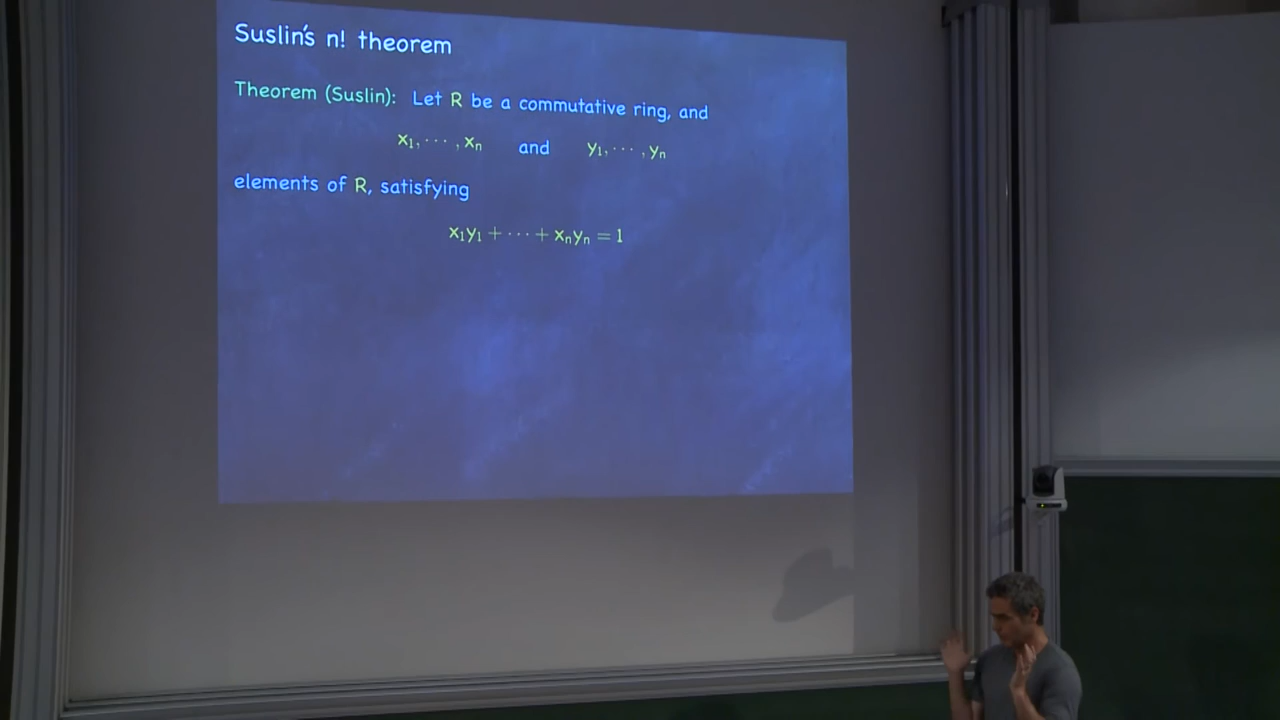 Suslin's n! theorem
Theorem (Suslin): Let R be a commutative ring, and
x₁, ⋯ , xₙ and y₁, ⋯ , yₙ
elements of R, satisfying
x₁y₁ + ⋯ + xₙyₙ = 1